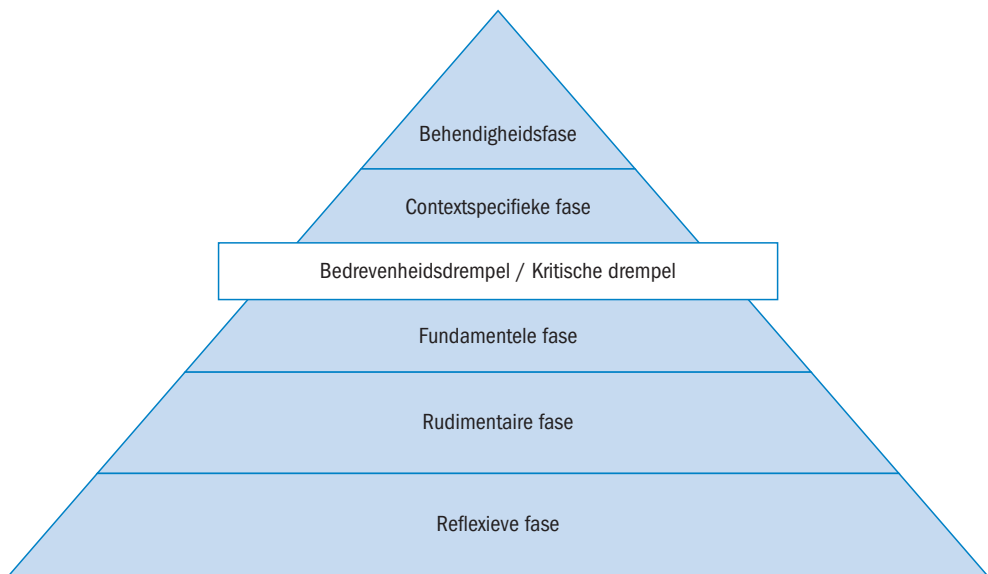 Behendigheidsfase
Contextspecifieke fase
Bedrevenheidsdrempel / Kritische drempel
Fundamentele fase
Rudimentaire fase
Reflexieve fase